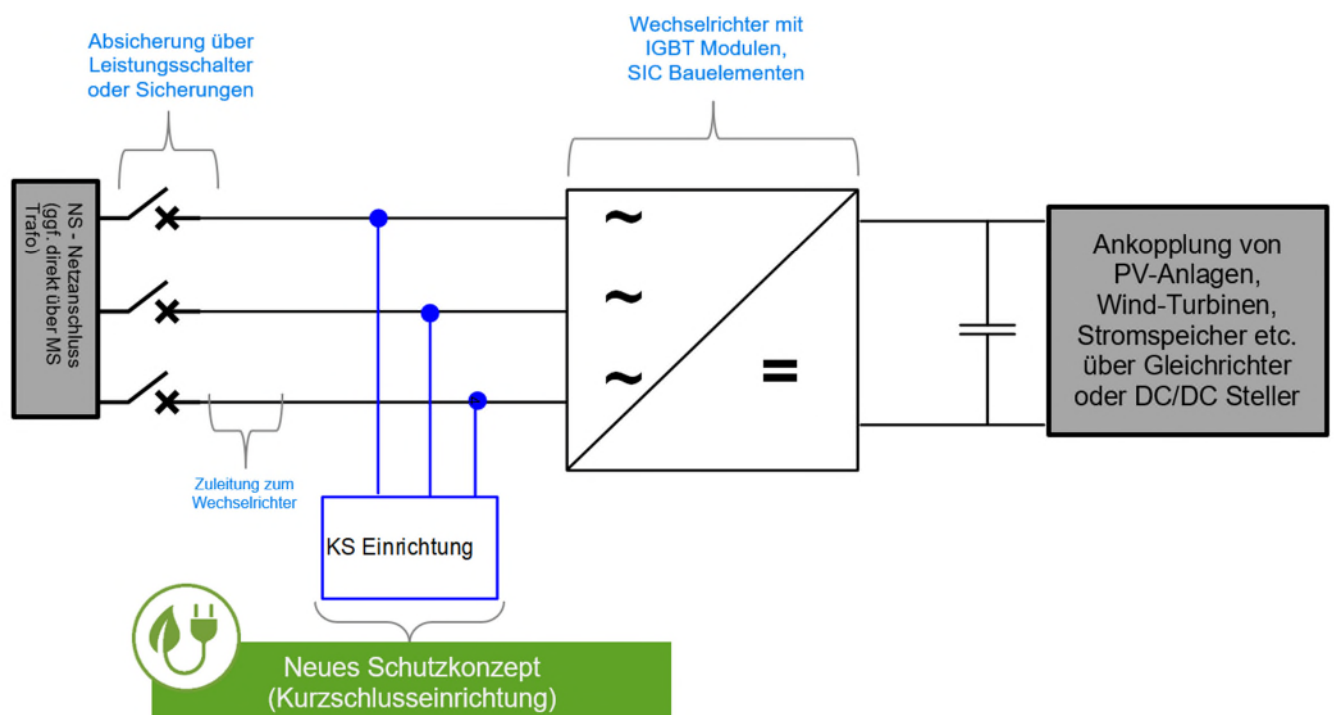 Absicherung über
Leistungsschalter
oder Sicherungen
Wechselrichter mit
IGBT Modulen,
SIC Bauelementen
NS - Netzanschluss
(ggf. direkt über MS
Trafo)
~
~
~
=
Ankopplung von
PV-Anlagen,
Wind-Turbinen,
Stromspeicher etc.
über Gleichrichter
oder DC/DC Steller
Zuleitung zum
Wechselrichter
KS Einrichtung
Neues Schutzkonzept
(Kurzschlusseinrichtung)